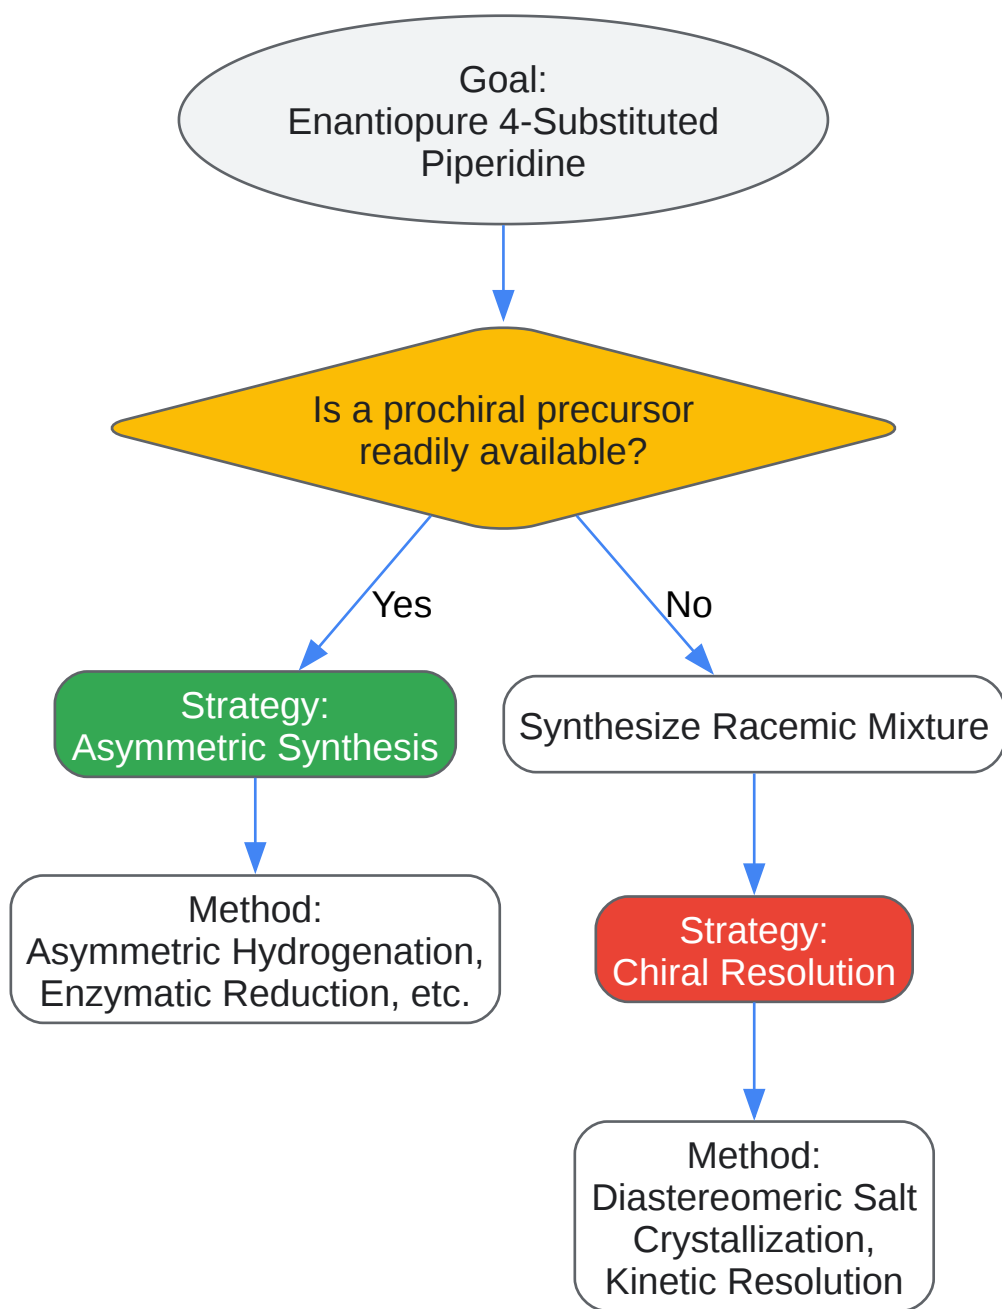 Goal:
Enantiopure 4-Substituted
Piperidine
Is a prochiral precursor
readily available?
Yes
No
Strategy:
Asymmetric Synthesis
Synthesize Racemic Mixture
Method:
Asymmetric Hydrogenation,
Enzymatic Reduction, etc.
Strategy:
Chiral Resolution
Method:
Diastereomeric Salt
Crystallization,
Kinetic Resolution